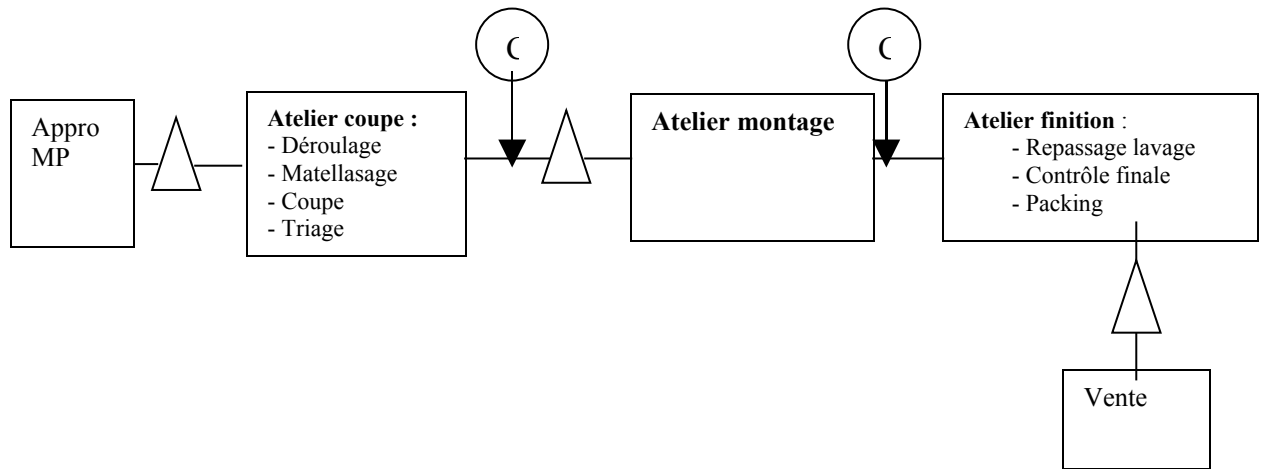 C
C
Appro
MP
Atelier coupe :
- Déroulage
- Matellasage
- Coupe
- Triage
Atelier montage
Atelier finition :
- Repassage lavage
- Contrôle finale
- Packing
Vente